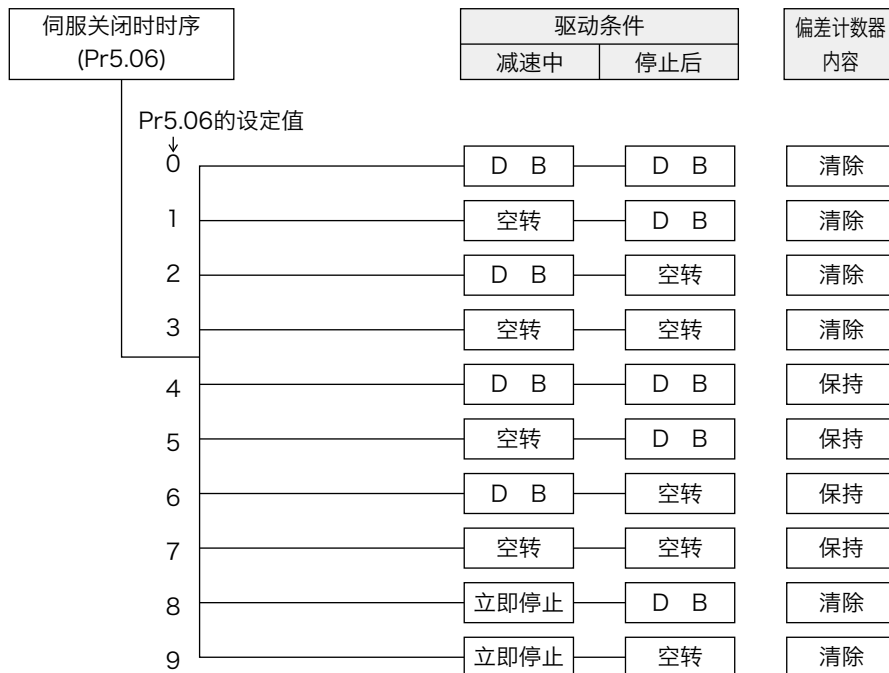 伺服关闭时时序
(Pr5.06)
驱动条件
减速中 停止后
偏差计数器
内容
Pr5.06的设定值
↓
0 D B D B 清除
1 空转 D B 清除
2 D B 空转 清除
3 空转 空转 清除
4 D B D B 保持
5 空转 D B 保持
6 D B 空转 保持
7 空转 空转 保持
8 立即停止 D B 清除
9 立即停止 空转 清除